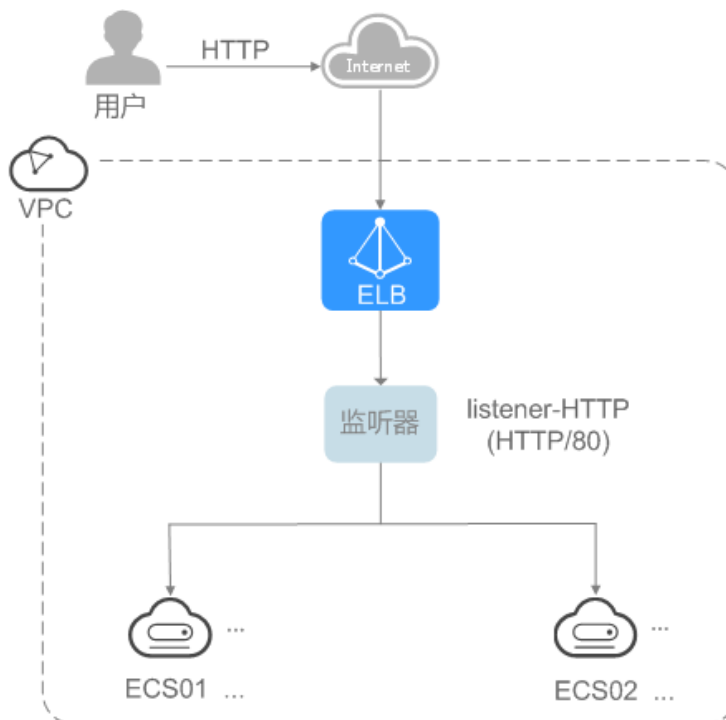 HTTP
Internet
用户
VPC
ELB
监听器
listener-HTTP
(HTTP/80)
...
...
ECS01 ...
ECS02 ...